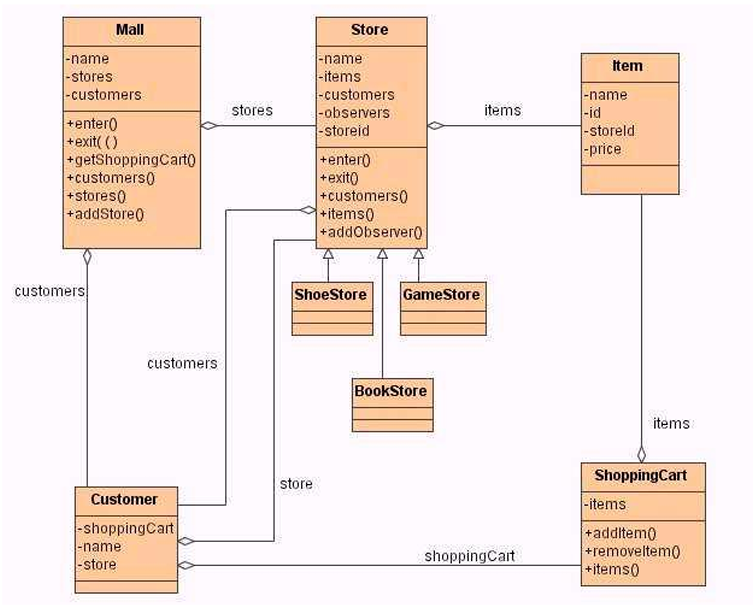 Mall
-name
-stores
-customers
+enter()
+exit( ()
+getShoppingCart()
+customers()
+stores()
+addStore()
stores
Store
-name
-items
-customers
-observers
-storeid
+enter()
+exit()
+customers()
+items()
+addObserver()
items
Item
-name
-id
-storeId
-price
customers
ShoeStore
GameStore
customers
BookStore
items
store
Customer
-shoppingCart
-name
-store
shoppingCart
ShoppingCart
-items
+addItem()
+removeItem()
+items()